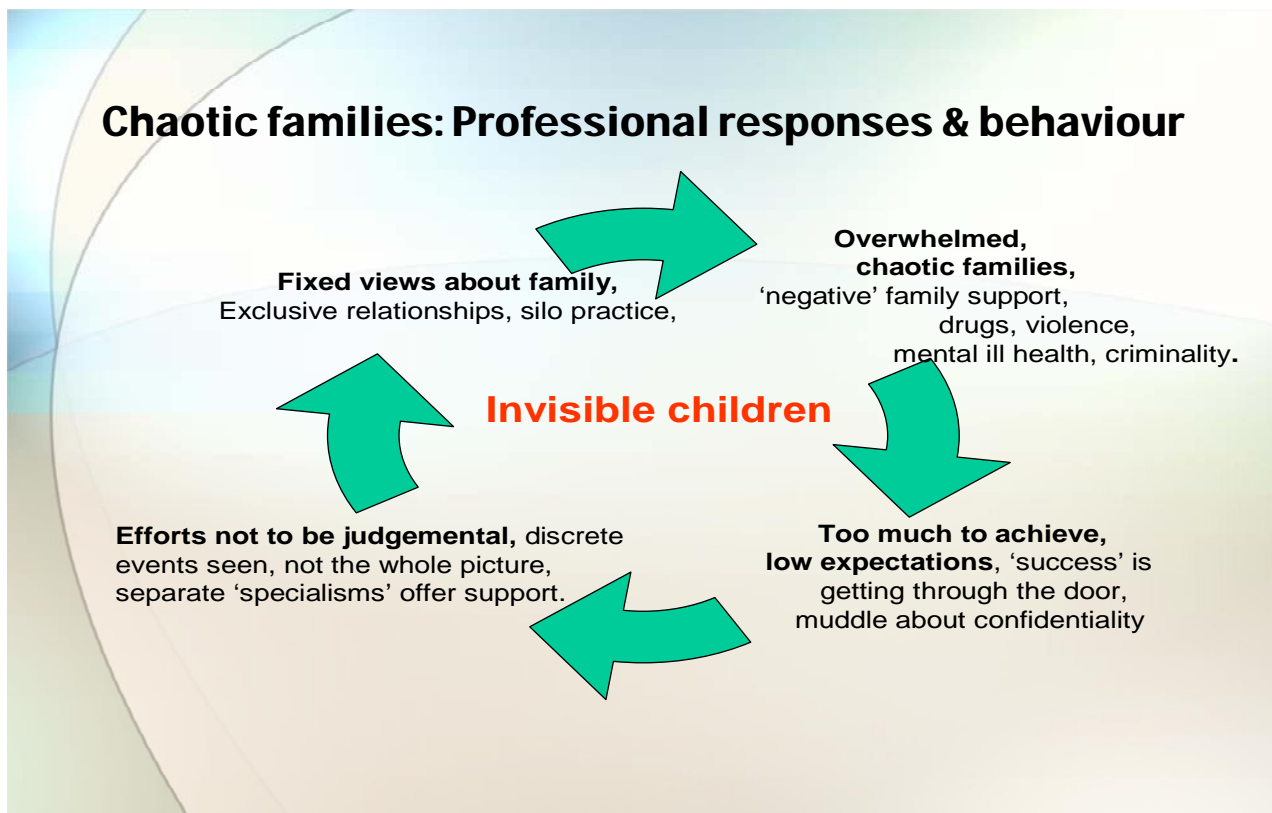 Chaotic families: Professional responses & behaviour
Fixed views about family,
Exclusive relationships, silo practice,
Overwhelmed,
chaotic families,
‘negative’ family support,
drugs, violence,
mental ill health, criminality.
Invisible children
Efforts not to be judgemental, discrete
events seen, not the whole picture,
separate ‘specialisms’ offer support.
Too much to achieve,
low expectations, ‘success’ is
getting through the door,
muddle about confidentiality